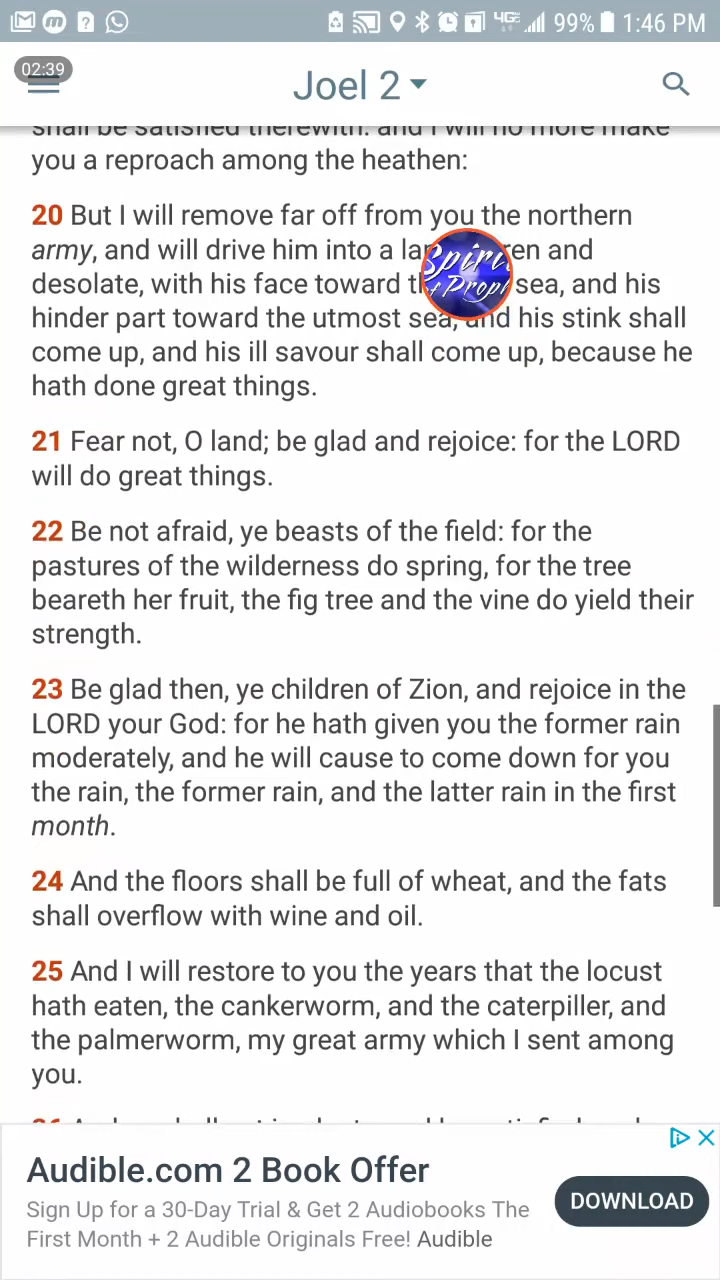 4G 99% 1:46 PM
02:39
Joel 2
shall be satisfied therewith: and I will no more make
you a reproach among the heathen:
20 But I will remove far off from you the northern
army, and will drive him into a and
desolate, with his face toward sea, and his
hinder part toward the utmost sea, and his stink shall
come up, and his ill savour shall come up, because he
hath done great things.
21 Fear not, O land; be glad and rejoice: for the LORD
will do great things.
22 Be not afraid, ye beasts of the field: for the
pastures of the wilderness do spring, for the tree
beareth her fruit, the fig tree and the vine do yield their
strength.
23 Be glad then, ye children of Zion, and rejoice in the
LORD your God: for he hath given you the former rain
moderately, and he will cause to come down for you
the rain, the former rain, and the latter rain in the first
month.
24 And the floors shall be full of wheat, and the fats
shall overflow with wine and oil.
25 And I will restore to you the years that the locust
hath eaten, the cankerworm, and the caterpiller, and
the palmerworm, my great army which I sent among
you.
Audible.com 2 Book Offer
Sign Up for a 30-Day Trial & Get 2 Audiobooks The
First Month + 2 Audible Originals Free! Audible
DOWNLOAD